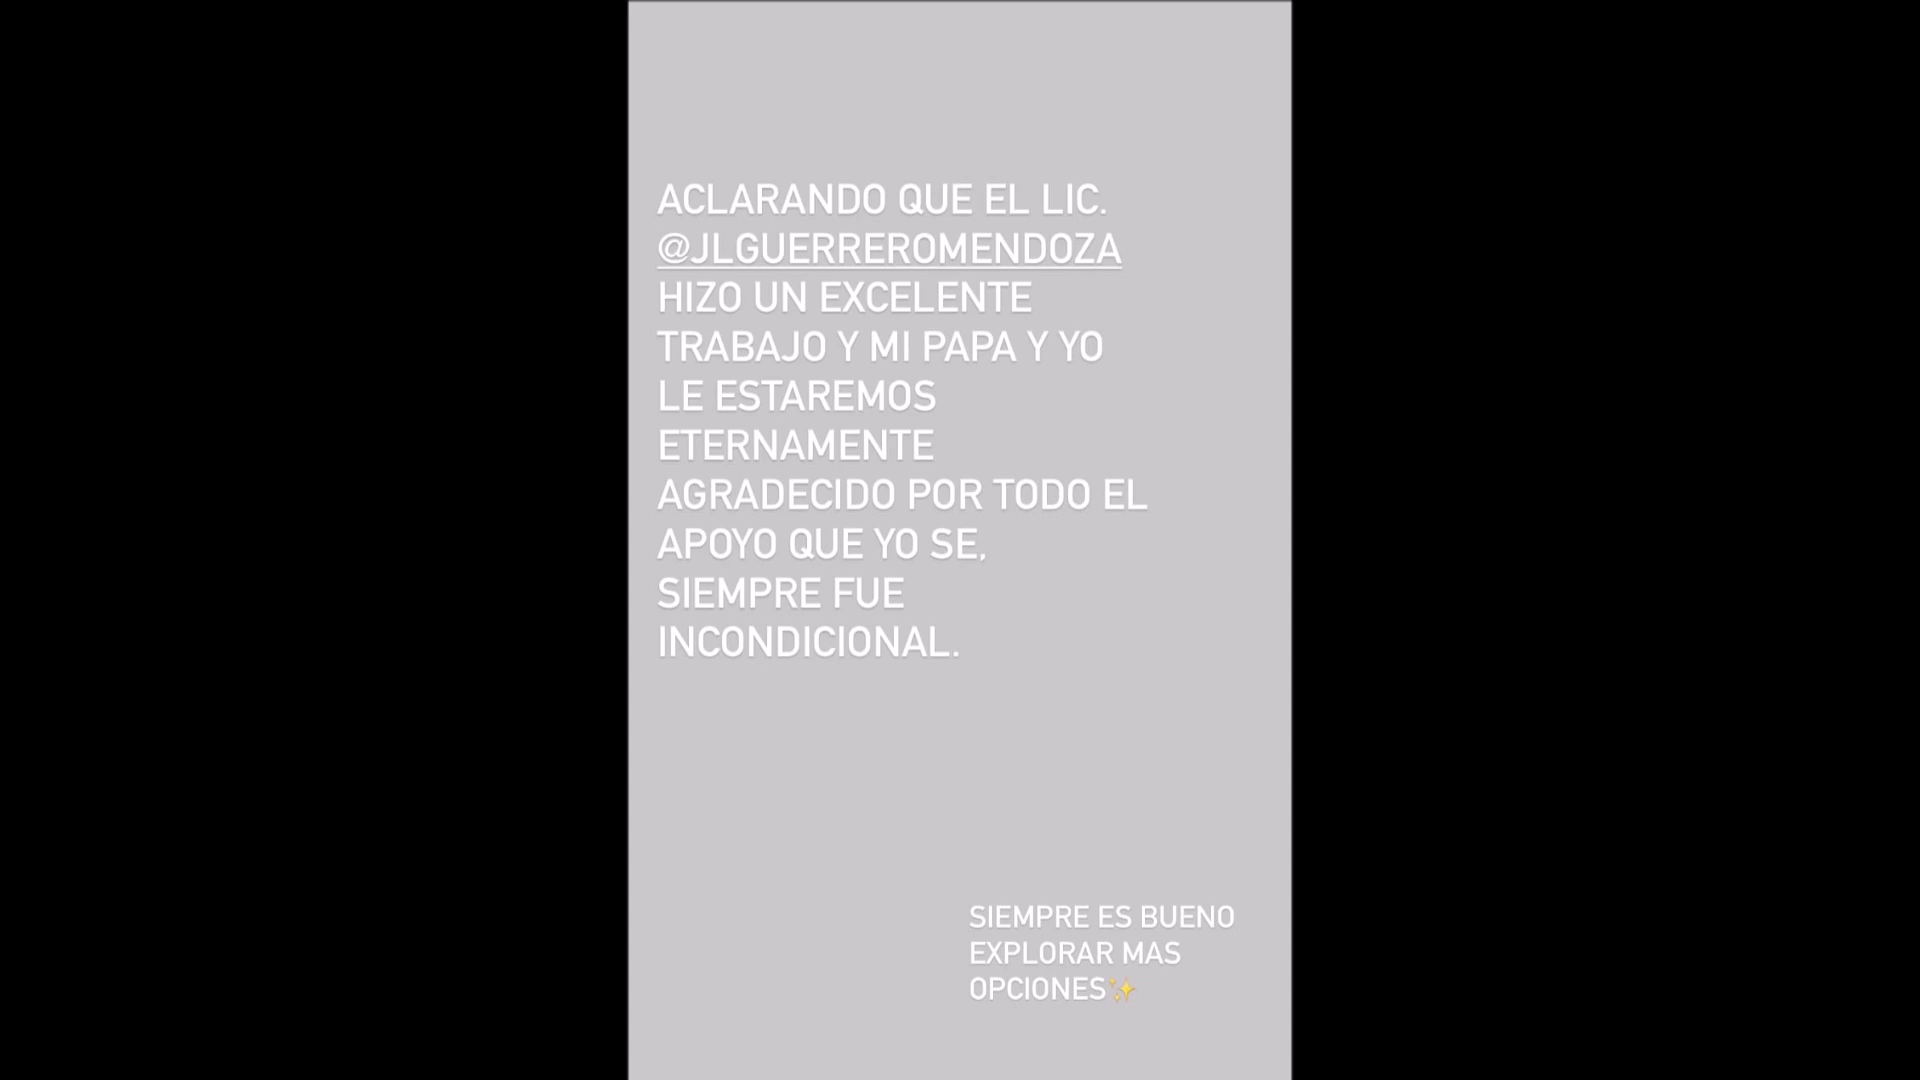 ACLARANDO QUE EL LIC.
@JLGUERREROMENDOZA
HIZO UN EXCELENTE
TRABAJO Y MI PAPA Y YO
LE ESTAREMOS
ETERNAMENTE
AGRADECIDO POR TODO EL
APOYO QUE YO SE,
SIEMPRE FUE
INCONDICIONAL.
SIEMPRE ES BUENO
EXPLORAR MAS
OPCIONES✨